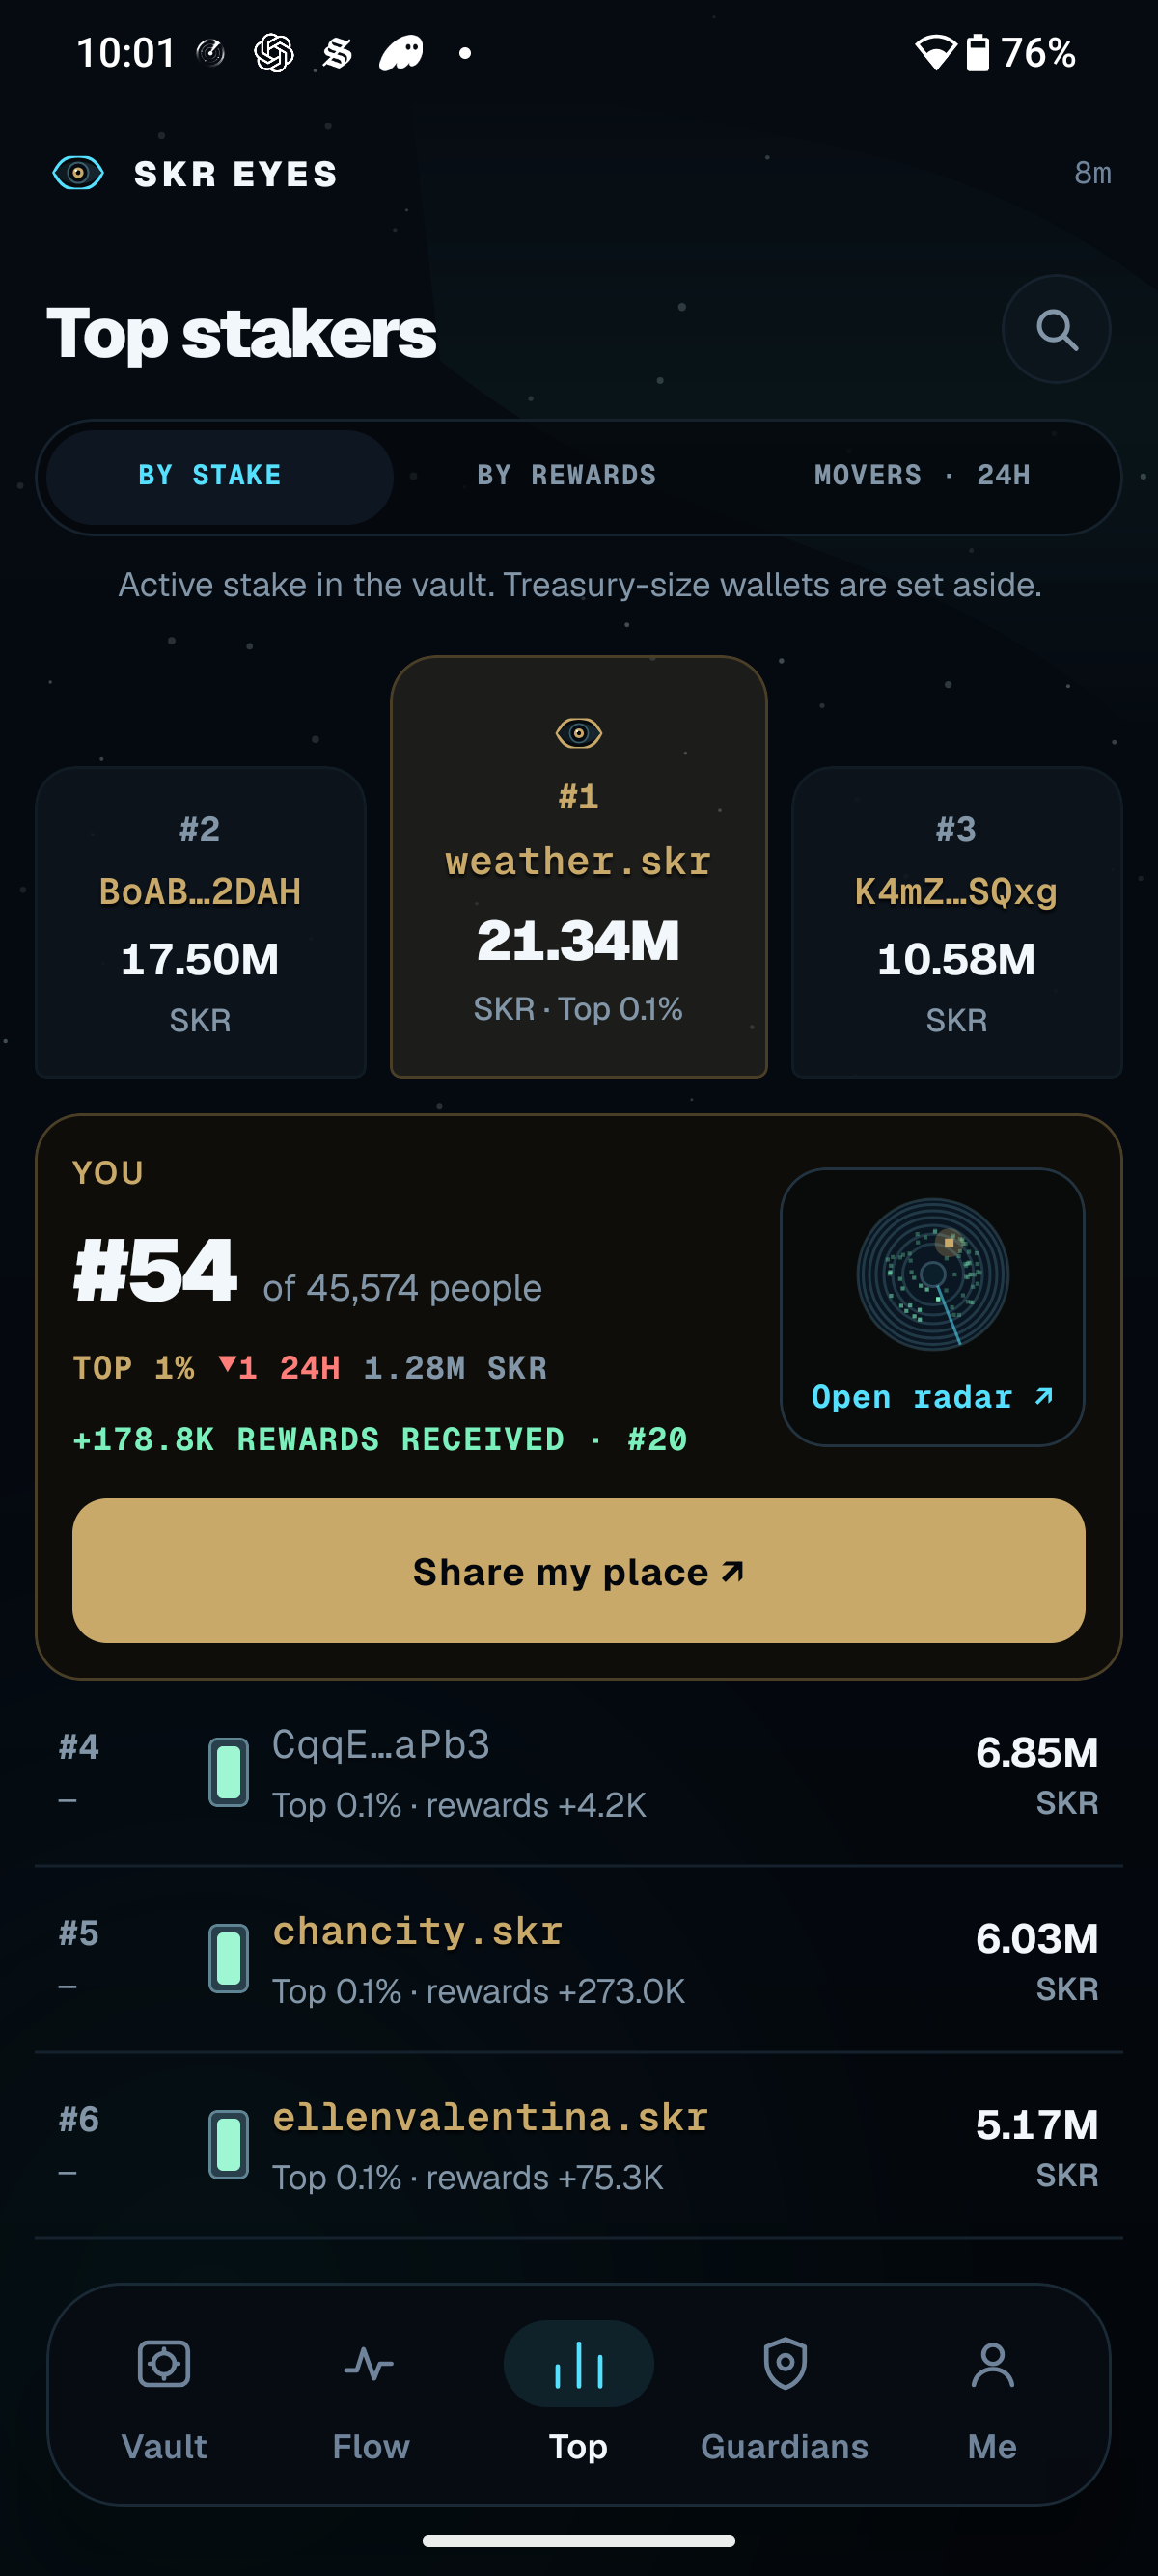 10:01
76%
SKR EYES
8m
Top stakers
BY STAKE
BY REWARDS
MOVERS · 24H
Active stake in the vault. Treasury-size wallets are set aside.
#2
BoAB…2DAH
17.50M
SKR
#1
weather.skr
21.34M
SKR · Top 0.1%
#3
K4mZ…SQxg
10.58M
SKR
YOU
#54 of 45,574 people
TOP 1% ▼1 24H 1.28M SKR
+178.8K REWARDS RECEIVED · #20
Open radar ↗
Share my place ↗
#4
–
CqqE…aPb3
Top 0.1% · rewards +4.2K
6.85M
SKR
#5
–
chancity.skr
Top 0.1% · rewards +273.0K
6.03M
SKR
#6
–
ellenvalentina.skr
Top 0.1% · rewards +75.3K
5.17M
SKR
Vault
Flow
Top
Guardians
Me